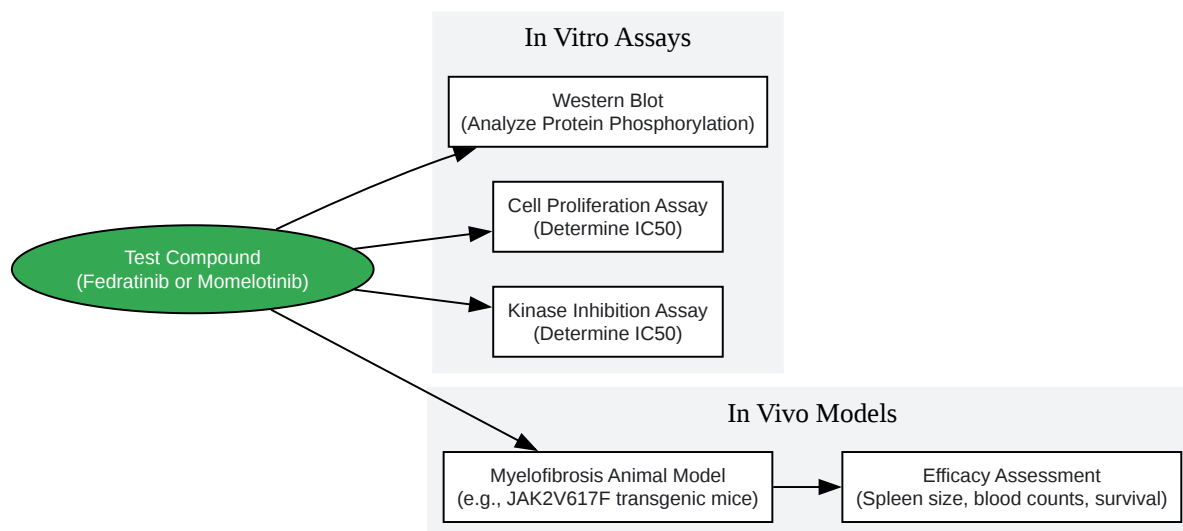 In Vitro Assays
Western Blot
(Analyze Protein Phosphorylation)
Cell Proliferation Assay
(Determine IC50)
Test Compound
(Fedratinib or Momelotinib)
Kinase Inhibition Assay
(Determine IC50)
In Vivo Models
Myelofibrosis Animal Model
(e.g., JAK2V617F transgenic mice)
Efficacy Assessment
(Spleen size, blood counts, survival)